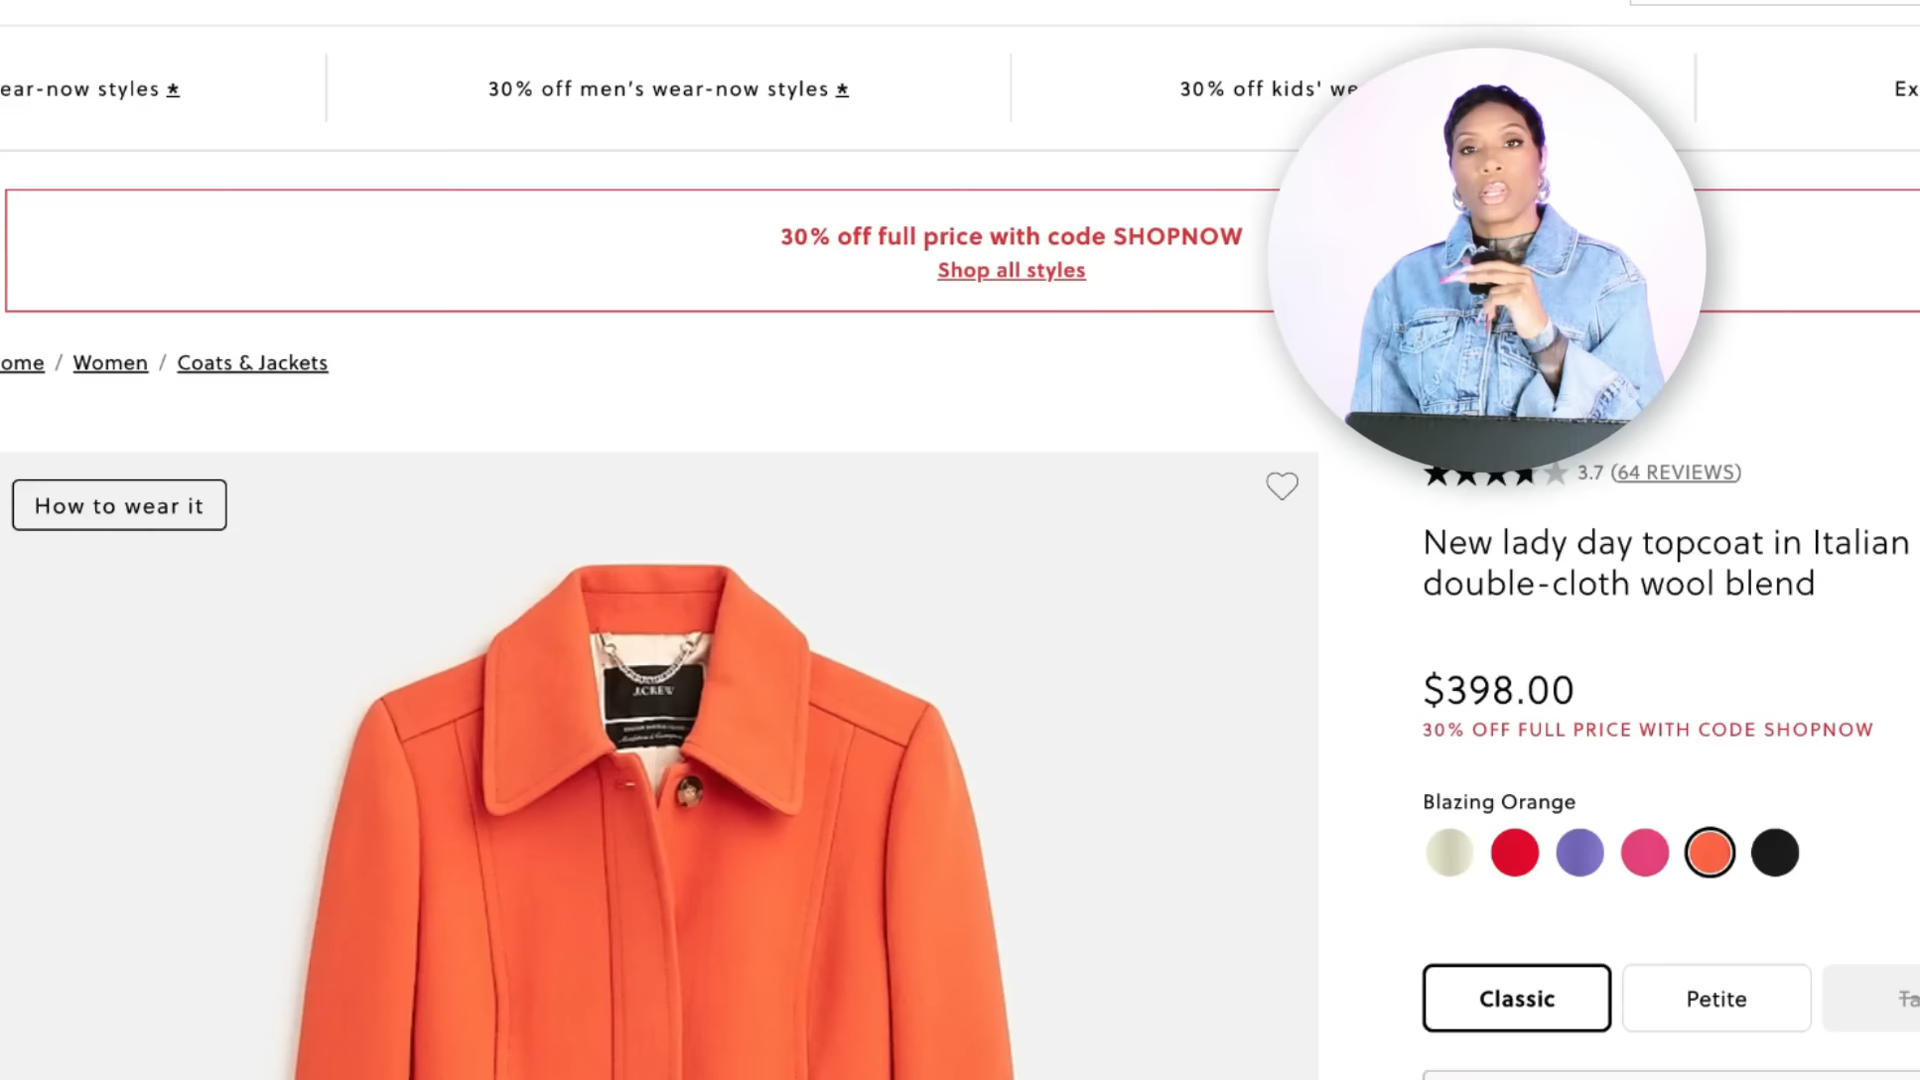 ear-now styles *
30% off men’s wear-now styles *
30% off kids' we
Ex
30% off full price with code SHOPNOW
Shop all styles
ome / Women / Coats & Jackets
How to wear it
J.CREW
3.7 (64 REVIEWS)
New lady day topcoat in Italian
double-cloth wool blend
$398.00
30% OFF FULL PRICE WITH CODE SHOPNOW
Blazing Orange
Classic
Petite
Ta